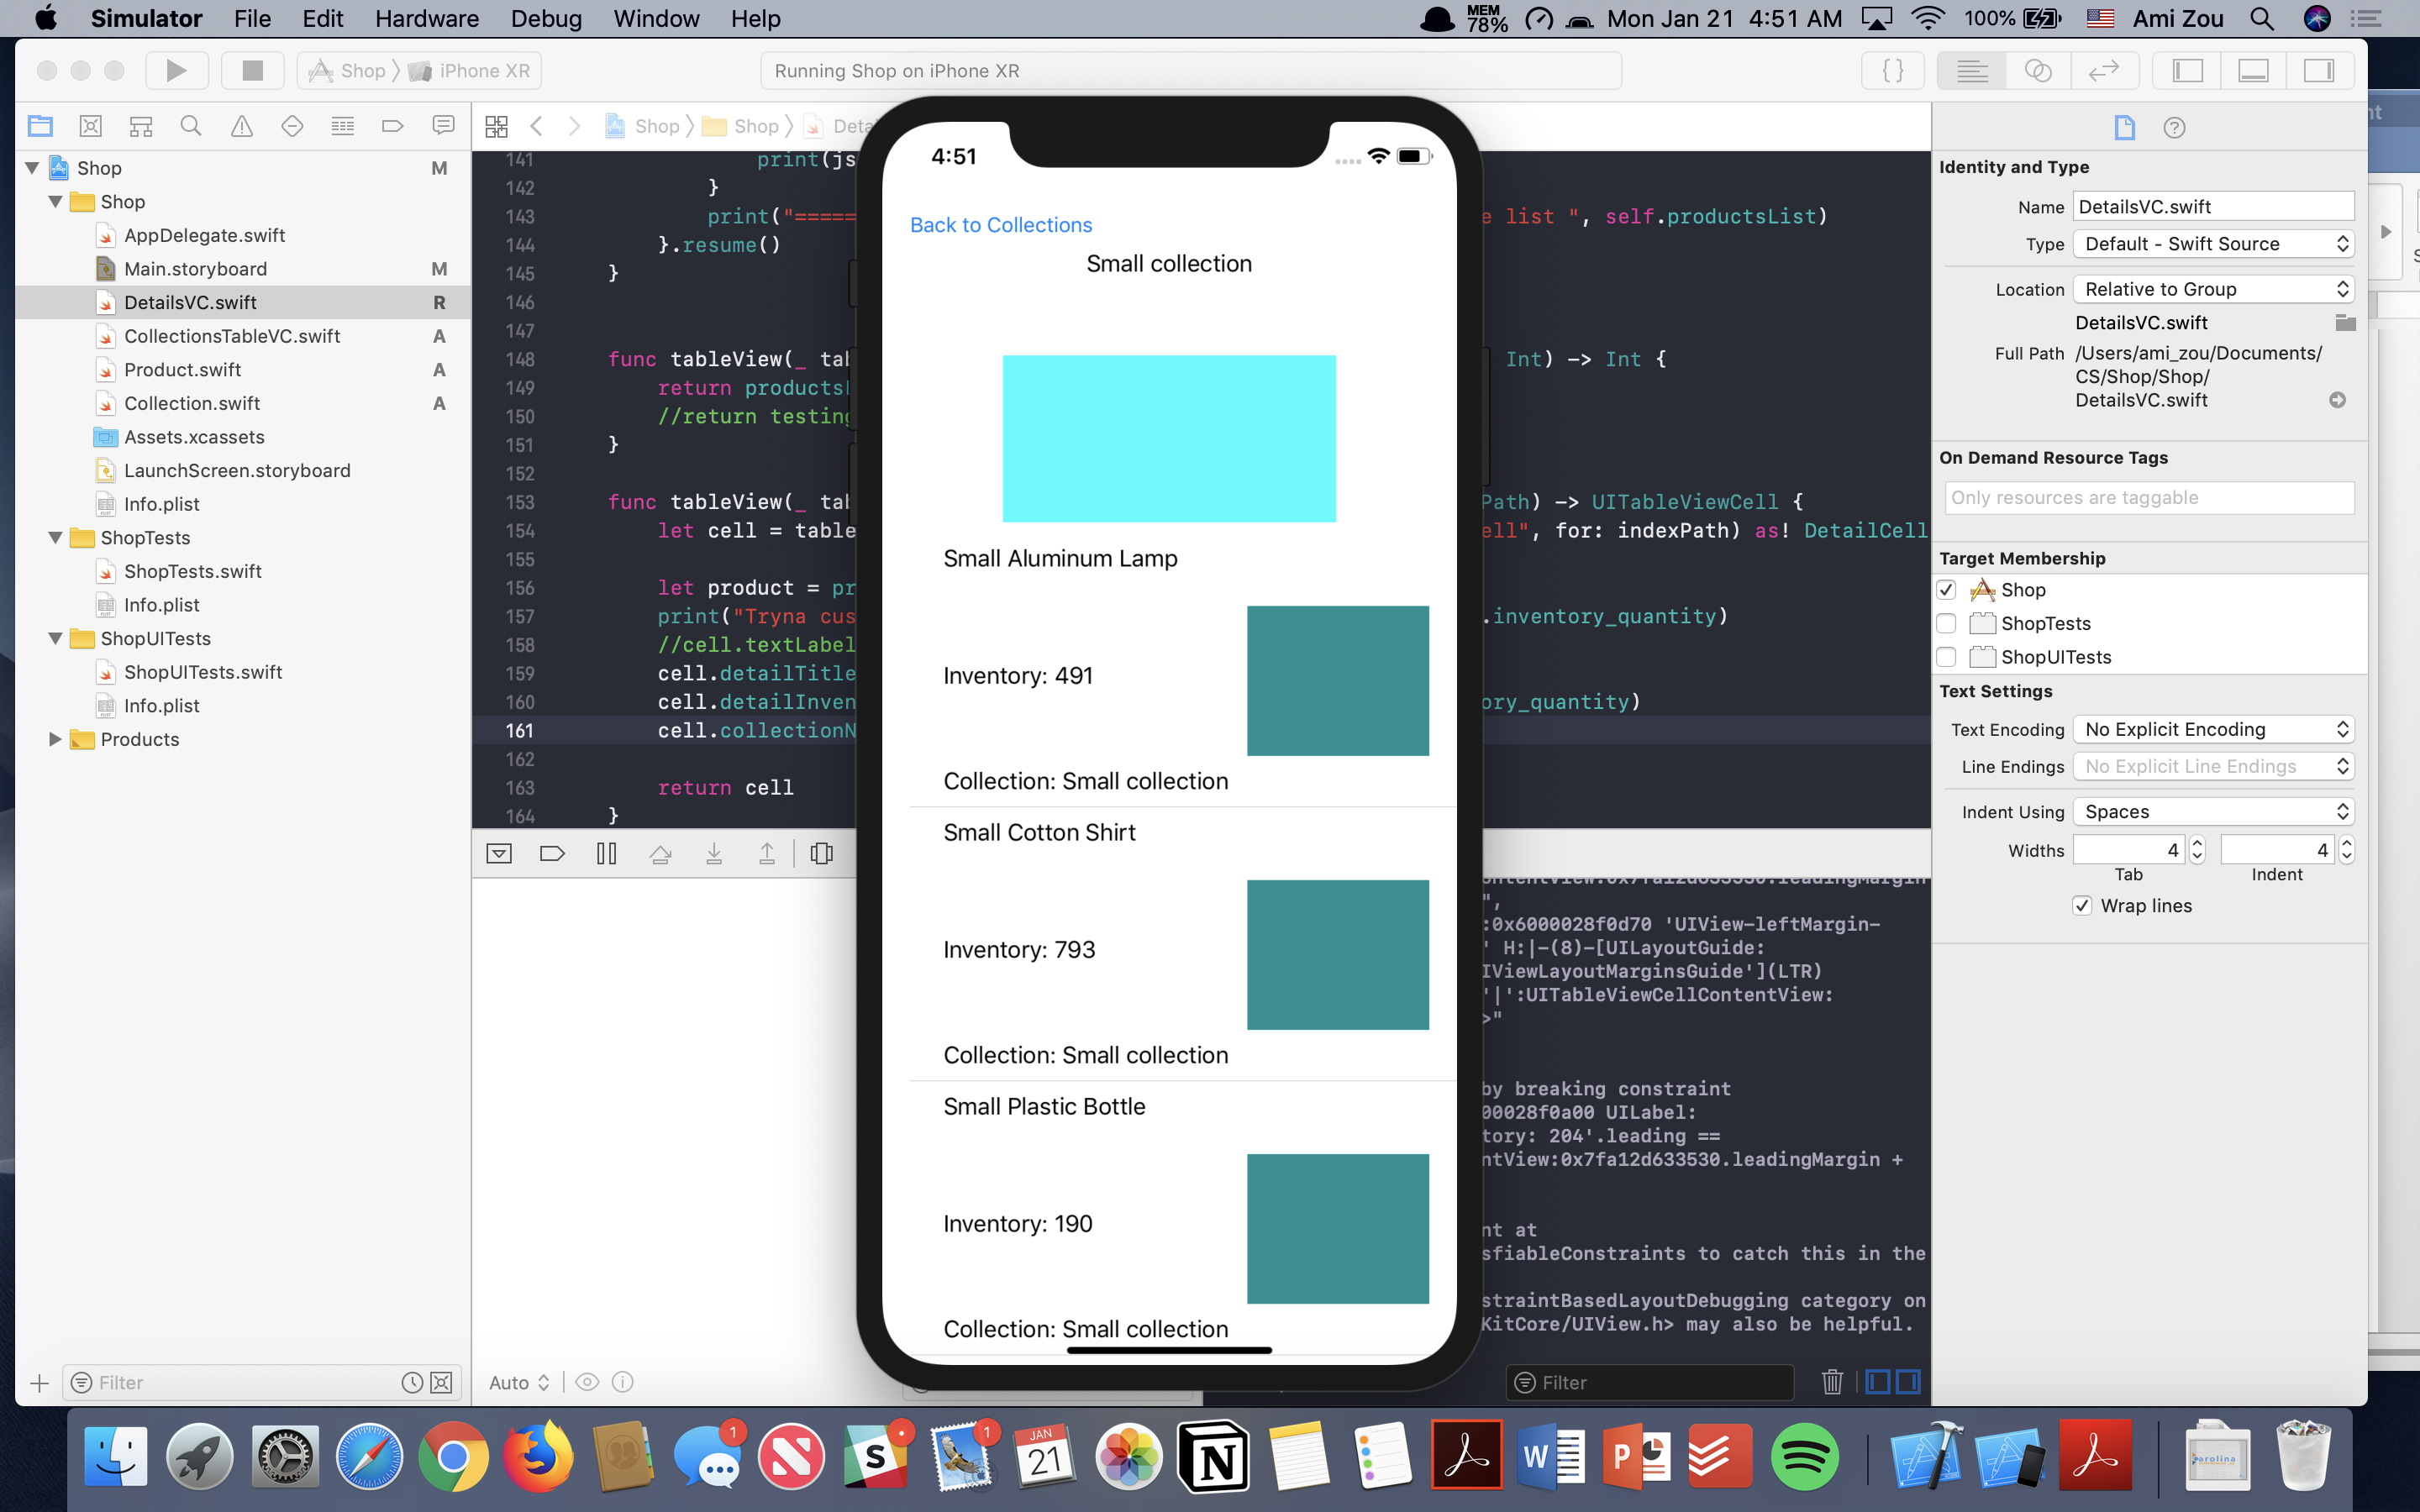 Simulator File Edit Hardware Debug Window Help MEM 78% Mon Jan 21 4:51 AM 100% Ami Zou
Shop iPhone XR Running Shop on iPhone XR { }
Shop Shop
Shop M
Shop
AppDelegate.swift
Main.storyboard M
DetailsVC.swift R
CollectionsTableVC.swift A
Product.swift A
Collection.swift A
Assets.xcassets
LaunchScreen.storyboard
Info.plist
ShopTests
ShopTests.swift
Info.plist
ShopUITests
ShopUITests.swift
Info.plist
Products
Filter
141 print(js
142 }
143 print("=====
144 }.resume()
145 }
146
147
148 func tableView(_ tab
149 return productsL
150 //return testing
151 }
152
153 func tableView(_ tab
154 let cell = table
155
156 let product = pr
157 print("Tryna cus
158 //cell.textLabel
159 cell.detailTitle
160 cell.detailInven
161 cell.collectionN
162
163 return cell
164 }
Auto
4:51
Back to Collections
Small collection
Small Aluminum Lamp
Inventory: 491
Collection: Small collection
Small Cotton Shirt
Inventory: 793
Collection: Small collection
Small Plastic Bottle
Inventory: 190
Collection: Small collection
e list ", self.productsList)
Int) -> Int {
Path) -> UITableViewCell {
ell", for: indexPath) as! DetailCell
.inventory_quantity)
ory_quantity)
ontentView:0x7fa12d633530.leadingMargin
",
:0x6000028f0d70 'UIView-leftMargin-
' H:|-(8)-[UILayoutGuide:
IViewLayoutMarginsGuide'](LTR)
'|':UITableViewCellContentView:
>"
by breaking constraint
00028f0a00 UILabel:
tory: 204'.leading ==
ntView:0x7fa12d633530.leadingMargin +
nt at
sfiableConstraints to catch this in the
straintBasedLayoutDebugging category on
KitCore/UIView.h> may also be helpful.
Filter
Identity and Type
Name DetailsVC.swift
Type Default - Swift Source
Location Relative to Group
DetailsVC.swift
Full Path /Users/ami_zou/Documents/
CS/Shop/Shop/
DetailsVC.swift
On Demand Resource Tags
Only resources are taggable
Target Membership
Shop
ShopTests
ShopUITests
Text Settings
Text Encoding No Explicit Encoding
Line Endings No Explicit Line Endings
Indent Using Spaces
Widths 4 4
Tab Indent
Wrap lines
1 S 1 JAN 21 N W P